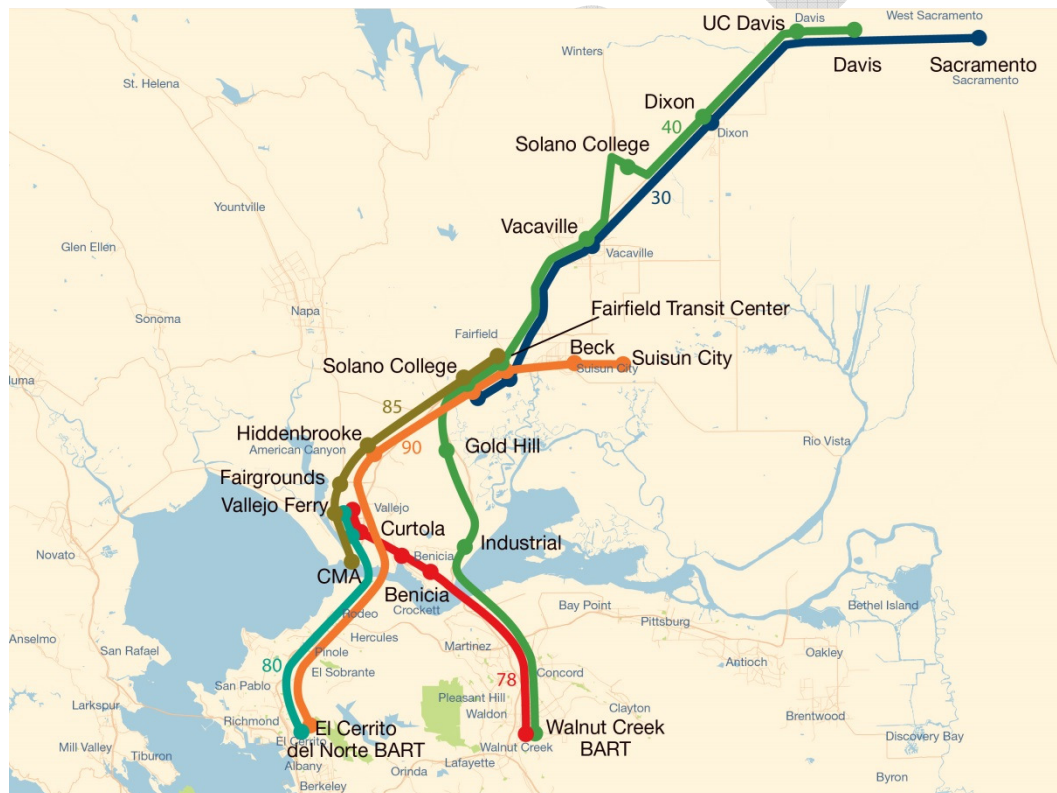 UC Davis
Davis
West Sacramento
Davis
Sacramento
Sacramento
Winters
St. Helena
Dixon
40
Dixon
Solano College
30
Yountville
Vacaville
Glen Ellen
Vacaville
Napa
Sonoma
Fairfield Transit Center
Fairfield
Beck
Solano College
Suisun City
Suisun City
85
Hiddenbrooke
90
American Canyon
Gold Hill
Rio Vista
Fairgrounds
Vallejo Ferry
Vallejo
Curtola
Industrial
Novato
Benicia
CMA
Benicia
Crockett
Rodeo
Bay Point
Bethel Island
Pittsburg
Hercules
Anselmo
San Rafael
Pinole
Martinez
Oakley
80
El Sobrante
Antioch
78
Concord
San Pablo
Pleasant Hill
Larkspur
Waldon
Clayton
Brentwood
Richmond
El Cerrito
del Norte BART
El Cerrito
Walnut Creek
BART
Discovery Bay
Mill Valley
Tiburon
Albany
Walnut Creek
Lafayette
Orinda
Berkeley
Byron